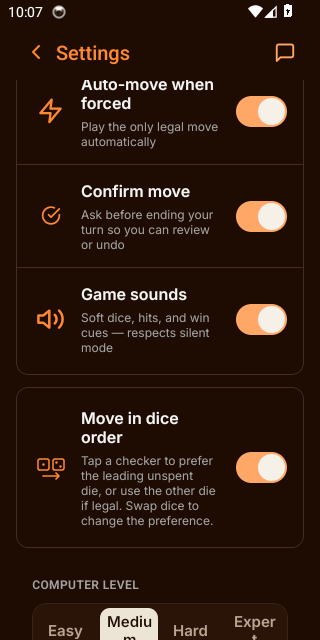 10:07
Settings
Auto-move when
forced
Play the only legal move
automatically
Confirm move
Ask before ending your
turn so you can review
or undo
Game sounds
Soft dice, hits, and win
cues — respects silent
mode
Move in dice
order
Tap a checker to prefer
the leading unspent
die, or use the other die
if legal. Swap dice to
change the preference.
COMPUTER LEVEL
Easy
Mediu
m
Hard
Exper
t